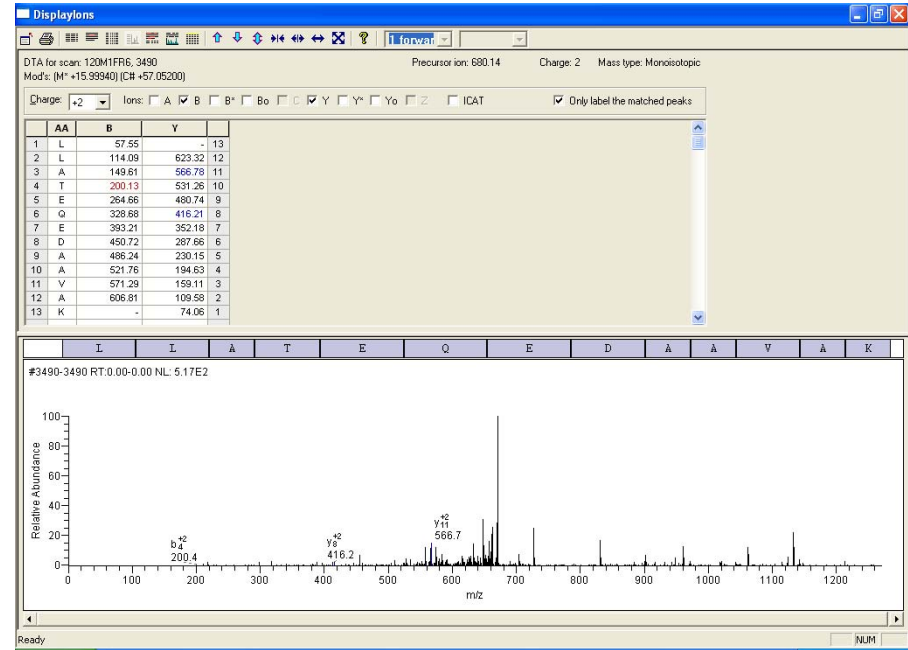 DisplayIons
1 forwar
DTA for scan: 120M1FR6, 3490 Precursor ion: 680.14 Charge: 2 Mass type: Monoisotopic
Mod's: (M* +15.99940) (C# +57.05200)
Charge: +2 Ions: A B B* Bo C Y Y* Yo Z ICAT Only label the matched peaks
AA B Y
1 L 57.55 - 13
2 L 114.09 623.32 12
3 A 149.61 566.78 11
4 T 200.13 531.26 10
5 E 264.66 480.74 9
6 Q 328.68 416.21 8
7 E 393.21 352.18 7
8 D 450.72 287.66 6
9 A 486.24 230.15 5
10 A 521.76 194.63 4
11 V 571.29 159.11 3
12 A 606.81 109.58 2
13 K - 74.06 1
L L A T E Q E D A A V A K
#3490-3490 RT:0.00-0.00 NL: 5.17E2
100
80
60
40
20
0
Relative Abundance
b4+2
200.4
y8+2
416.2
y11+2
566.7
0 100 200 300 400 500 600 700 800 900 1000 1100 1200
m/z
Ready NUM